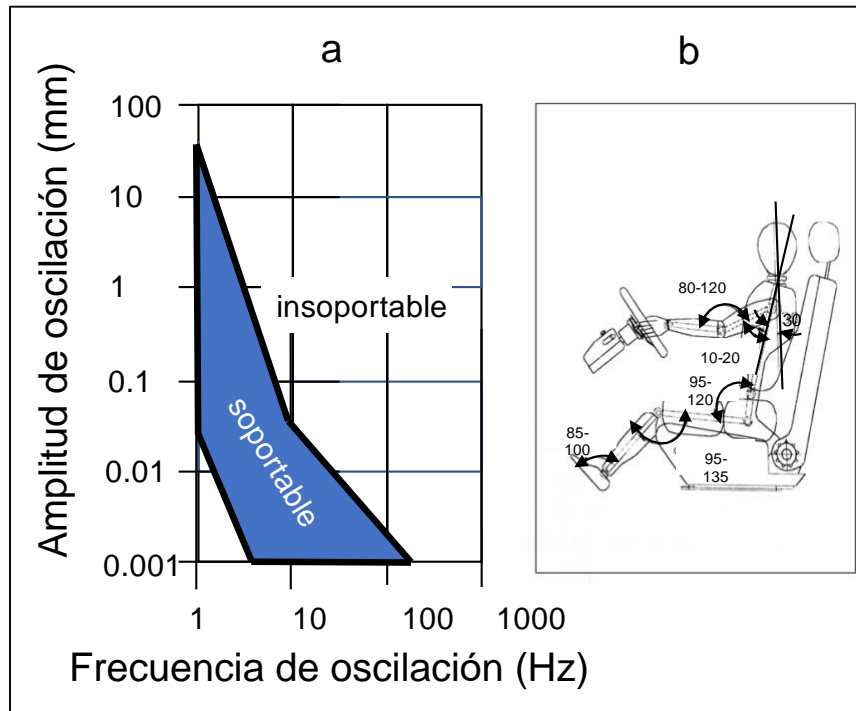 a
b
Amplitud de oscilación (mm)
100
10
1
0.1
0.01
0.001
insoportable
soportable
1 10 100 1000
Frecuencia de oscilación (Hz)
80-120
30
10-20
95-
120
85-
100
95-
135